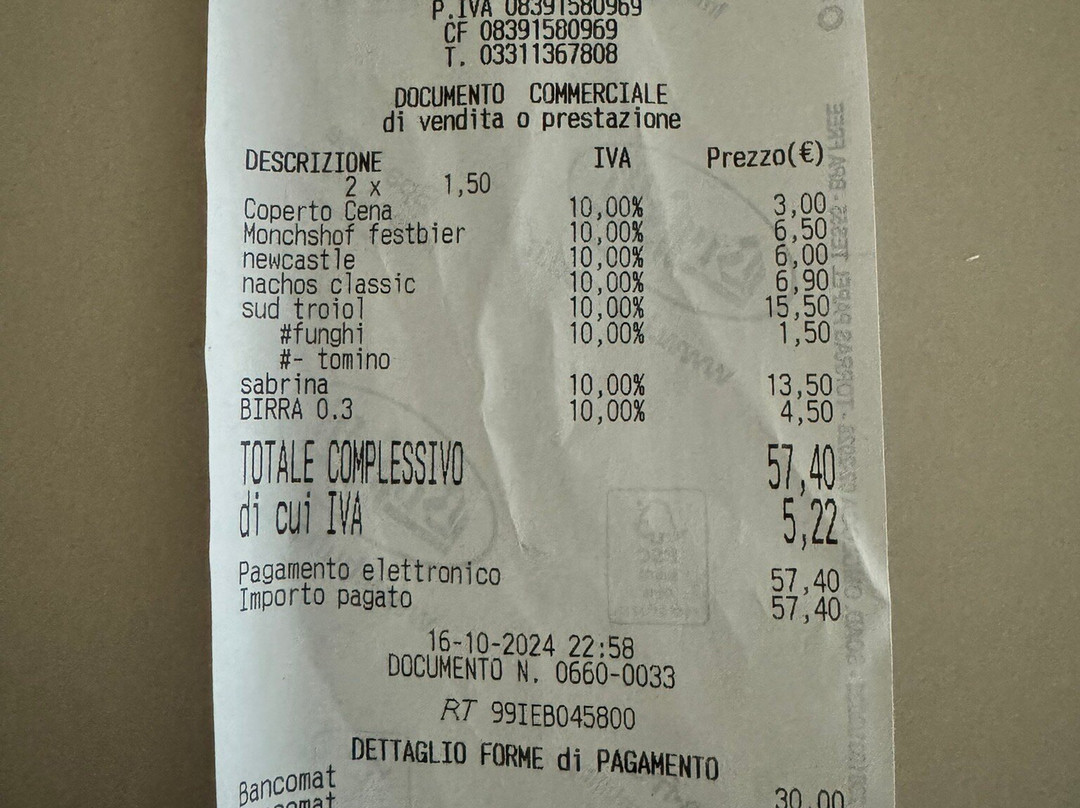 P.IVA 08391580969
CF 08391580969
T. 03311367808
DOCUMENTO COMMERCIALE
di vendita o prestazione
DESCRIZIONE IVA Prezzo(€)
2 x 1,50
Coperto Cena 10,00% 3,00
Monchshof festbier 10,00% 6,50
newcastle 10,00% 6,00
nachos classic 10,00% 6,90
sud troiol 10,00% 15,50
#funghi 10,00% 1,50
#- tomino
sabrina 10,00% 13,50
BIRRA 0.3 10,00% 4,50
TOTALE COMPLESSIVO 57,40
di cui IVA 5,22
Pagamento elettronico 57,40
Importo pagato 57,40
16-10-2024 22:58
DOCUMENTO N. 0660-0033
RT 99IEB045800
DETTAGLIO FORME di PAGAMENTO
Bancomat 30,00